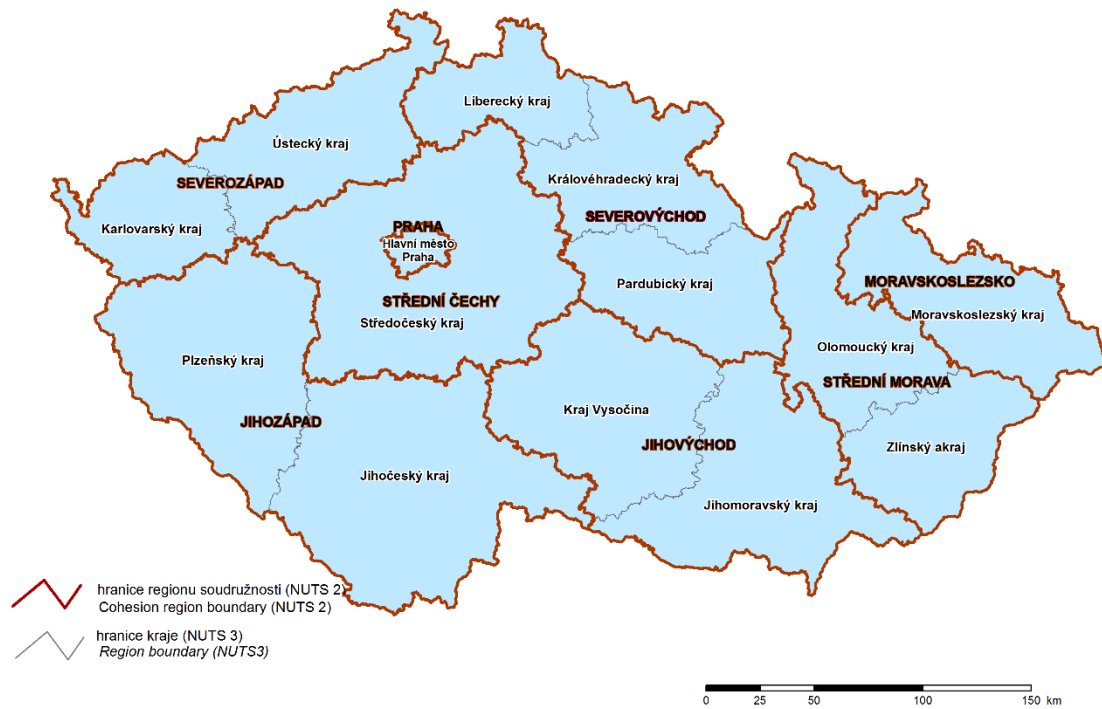 Liberecký kraj
Ústecký kraj
SEVEROZÁPAD
Královéhradecký kraj
SEVEROVÝCHOD
Karlovarský kraj
PRAHA
Hlavní město
Praha
Pardubický kraj
MORAVSKOSLEZSKO
STŘEDNÍ ČECHY
Moravskoslezský kraj
Středočeský kraj
Olomoucký kraj
Plzeňský kraj
STŘEDNÍ MORAVA
Kraj Vysočina
JIHOZÁPAD
JIHOVÝCHOD
Zlínský akraj
Jihočeský kraj
Jihomoravský kraj
hranice regionu soudružnosti (NUTS 2)
Cohesion region boundary (NUTS 2)
hranice kraje (NUTS 3)
Region boundary (NUTS3)
0 25 50 100 150 km